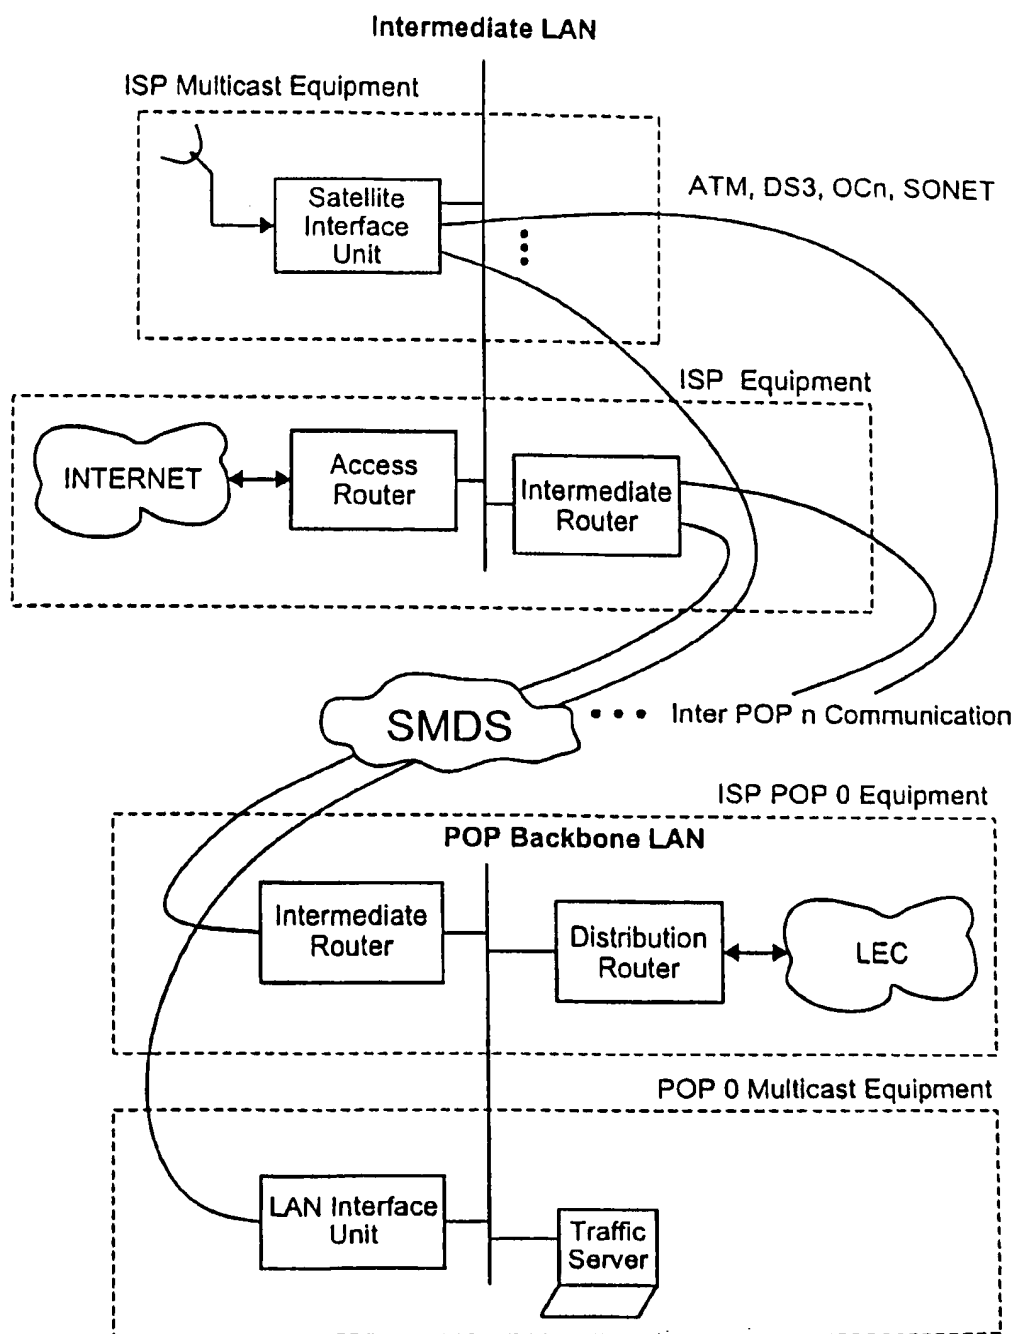 Intermediate LAN
ISP Multicast Equipment
ATM, DS3, OCn, SONET
Satellite
Interface
Unit
ISP Equipment
INTERNET
Access
Router
Intermediate
Router
SMDS
Inter POP n Communication
ISP POP 0 Equipment
POP Backbone LAN
Intermediate
Router
Distribution
Router
LEC
POP 0 Multicast Equipment
LAN Interface
Unit
Traffic
Server